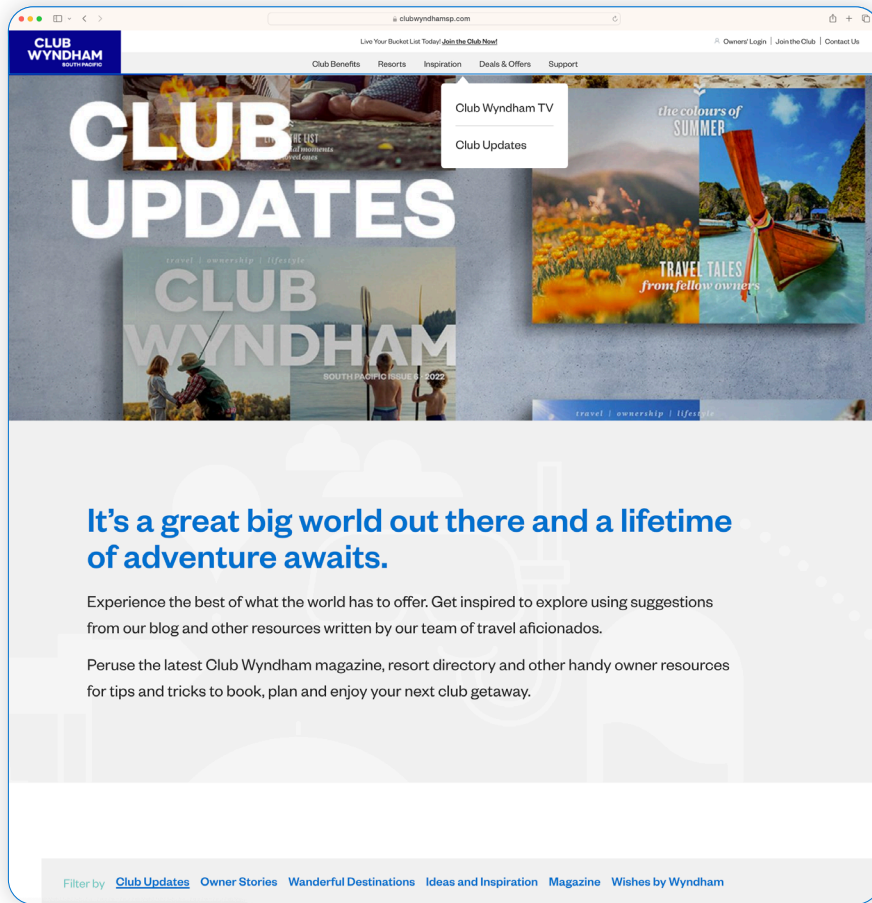 clubwyndhamsp.com
CLUB
WYNDHAM
SOUTH PACIFIC
Live Your Bucket List Today! Join the Club Now!
Owners' Login | Join the Club | Contact Us
Club Benefits Resorts Inspiration Deals & Offers Support
Club Wyndham TV
Club Updates
CLUB
UPDATES
THE LIST
moments
loved ones
the colours of
SUMMER
TRAVEL TALES
from fellow owners
travel | ownership | lifestyle
CLUB
WYNDHAM
SOUTH PACIFIC ISSUE 6 - 2022
travel | ownership | lifestyle
It's a great big world out there and a lifetime
of adventure awaits.
Experience the best of what the world has to offer. Get inspired to explore using suggestions
from our blog and other resources written by our team of travel aficionados.
Peruse the latest Club Wyndham magazine, resort directory and other handy owner resources
for tips and tricks to book, plan and enjoy your next club getaway.
Filter by Club Updates Owner Stories Wanderful Destinations Ideas and Inspiration Magazine Wishes by Wyndham